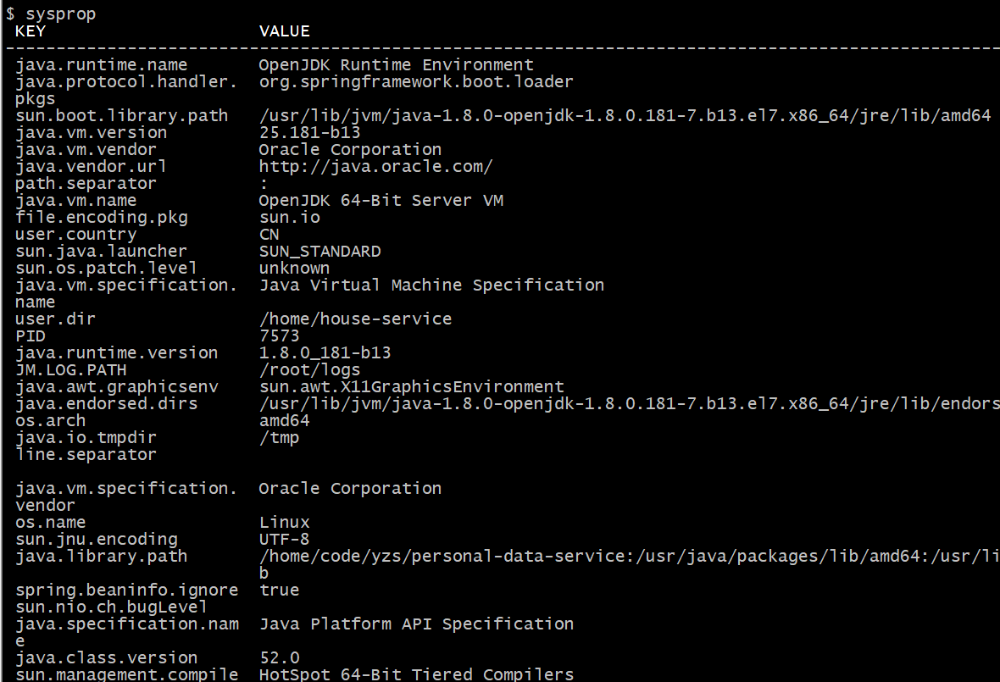 $ sysprop
KEY VALUE
--------------------------------------------------------------------------------------------------
java.runtime.name OpenJDK Runtime Environment
java.protocol.handler. org.springframework.boot.loader
pkgs
sun.boot.library.path /usr/lib/jvm/java-1.8.0-openjdk-1.8.0.181-7.b13.el7.x86_64/jre/lib/amd64
java.vm.version 25.181-b13
java.vm.vendor Oracle Corporation
java.vendor.url http://java.oracle.com/
path.separator :
java.vm.name OpenJDK 64-Bit Server VM
file.encoding.pkg sun.io
user.country CN
sun.java.launcher SUN_STANDARD
sun.os.patch.level unknown
java.vm.specification. Java Virtual Machine Specification
name
user.dir /home/house-service
PID 7573
java.runtime.version 1.8.0_181-b13
JM.LOG.PATH /root/logs
java.awt.graphicsenv sun.awt.X11GraphicsEnvironment
java.endorsed.dirs /usr/lib/jvm/java-1.8.0-openjdk-1.8.0.181-7.b13.el7.x86_64/jre/lib/endors
os.arch amd64
java.io.tmpdir /tmp
line.separator
java.vm.specification. Oracle Corporation
vendor
os.name Linux
sun.jnu.encoding UTF-8
java.library.path /home/code/yzs/personal-data-service:/usr/java/packages/lib/amd64:/usr/li
b
spring.beaninfo.ignore true
sun.nio.ch.bugLevel
java.specification.nam Java Platform API Specification
e
java.class.version 52.0
sun.management.compile HotSpot 64-Bit Tiered Compilers